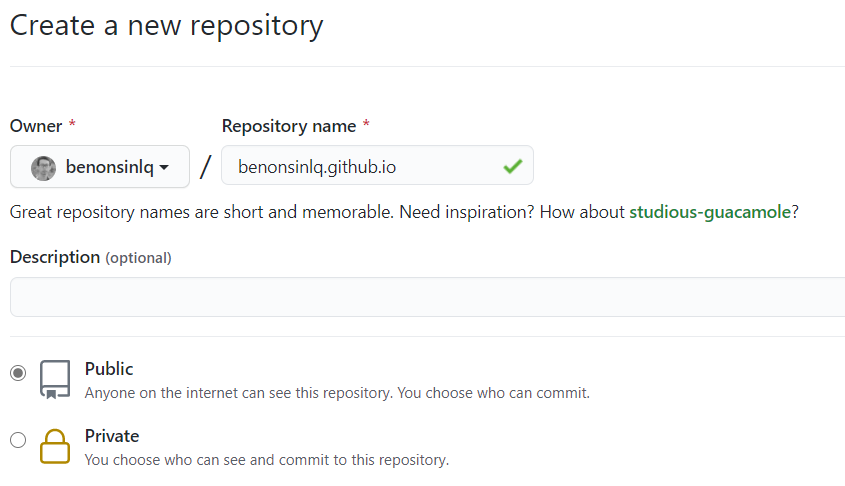 Create a new repository
Owner * Repository name *
benonsinlq / benonsinlq.github.io
Great repository names are short and memorable. Need inspiration? How about studious-guacamole?
Description (optional)
Public
Anyone on the internet can see this repository. You choose who can commit.
Private
You choose who can see and commit to this repository.